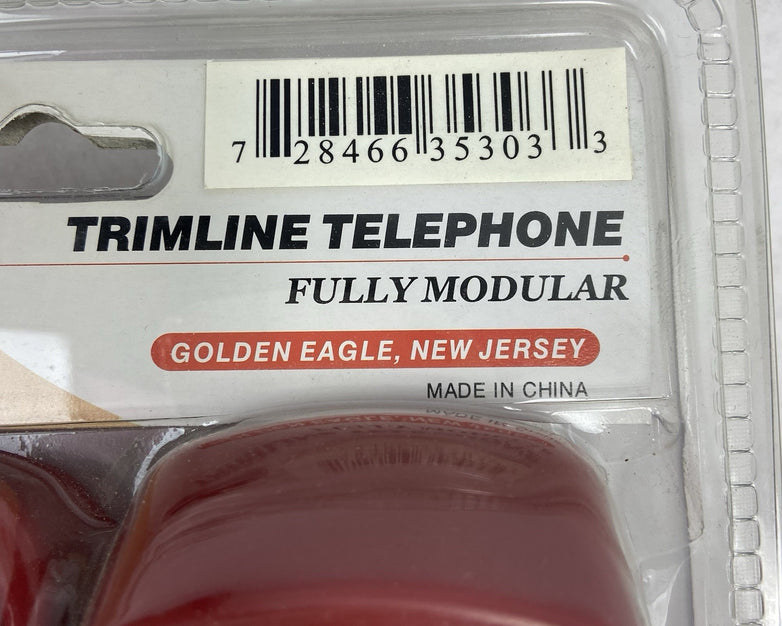 7 28466 35303 3
TRIMLINE TELEPHONE
FULLY MODULAR
GOLDEN EAGLE, NEW JERSEY
MADE IN CHINA